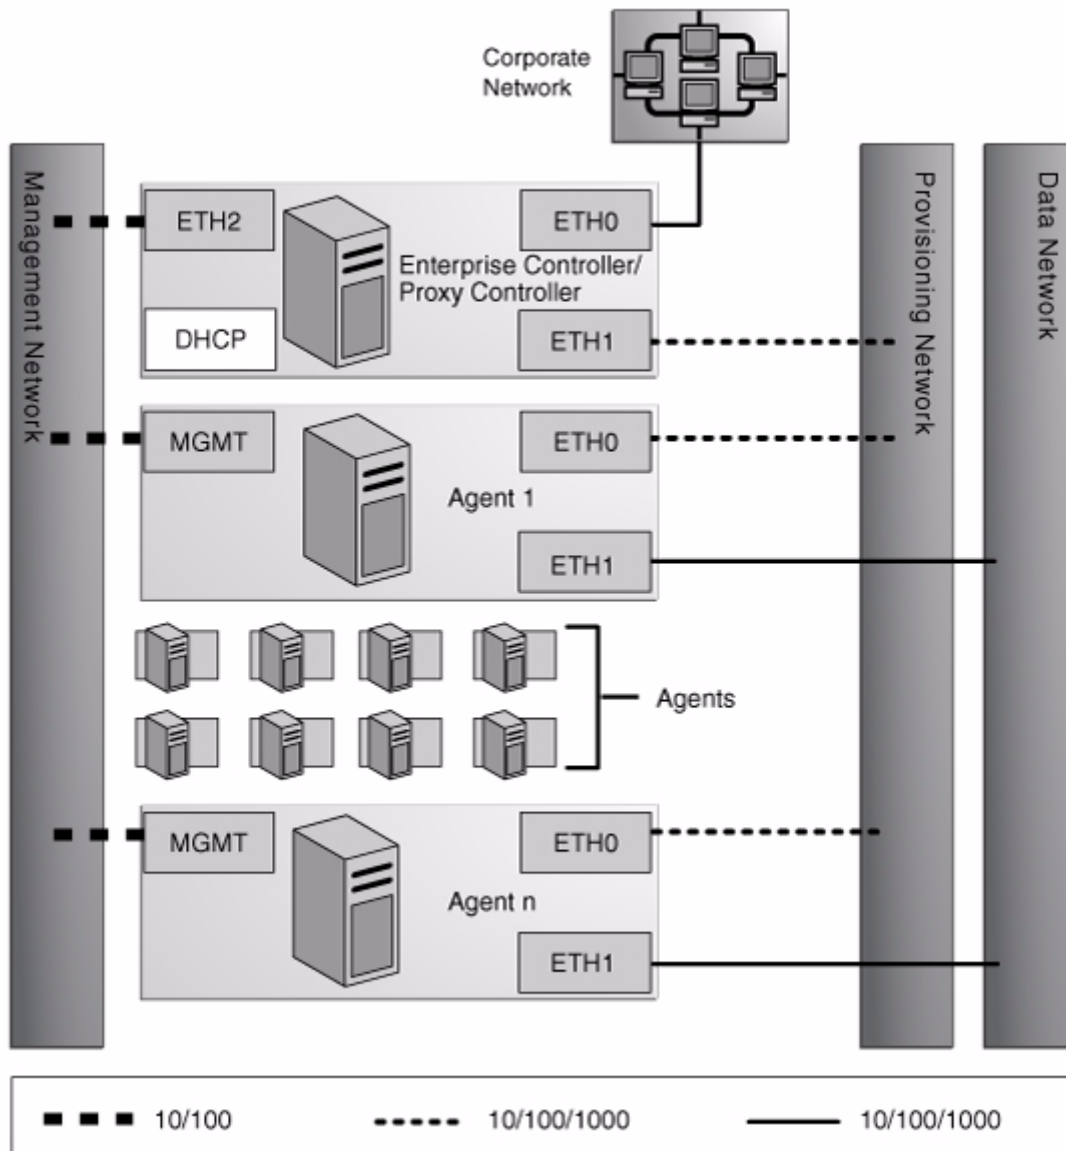 Corporate
Network
Management Network
Provisioning Network
Data Network
ETH2
ETH0
Enterprise Controller/
Proxy Controller
DHCP
ETH1
MGMT
ETH0
Agent 1
ETH1
Agents
MGMT
ETH0
Agent n
ETH1
10/100
10/100/1000
10/100/1000